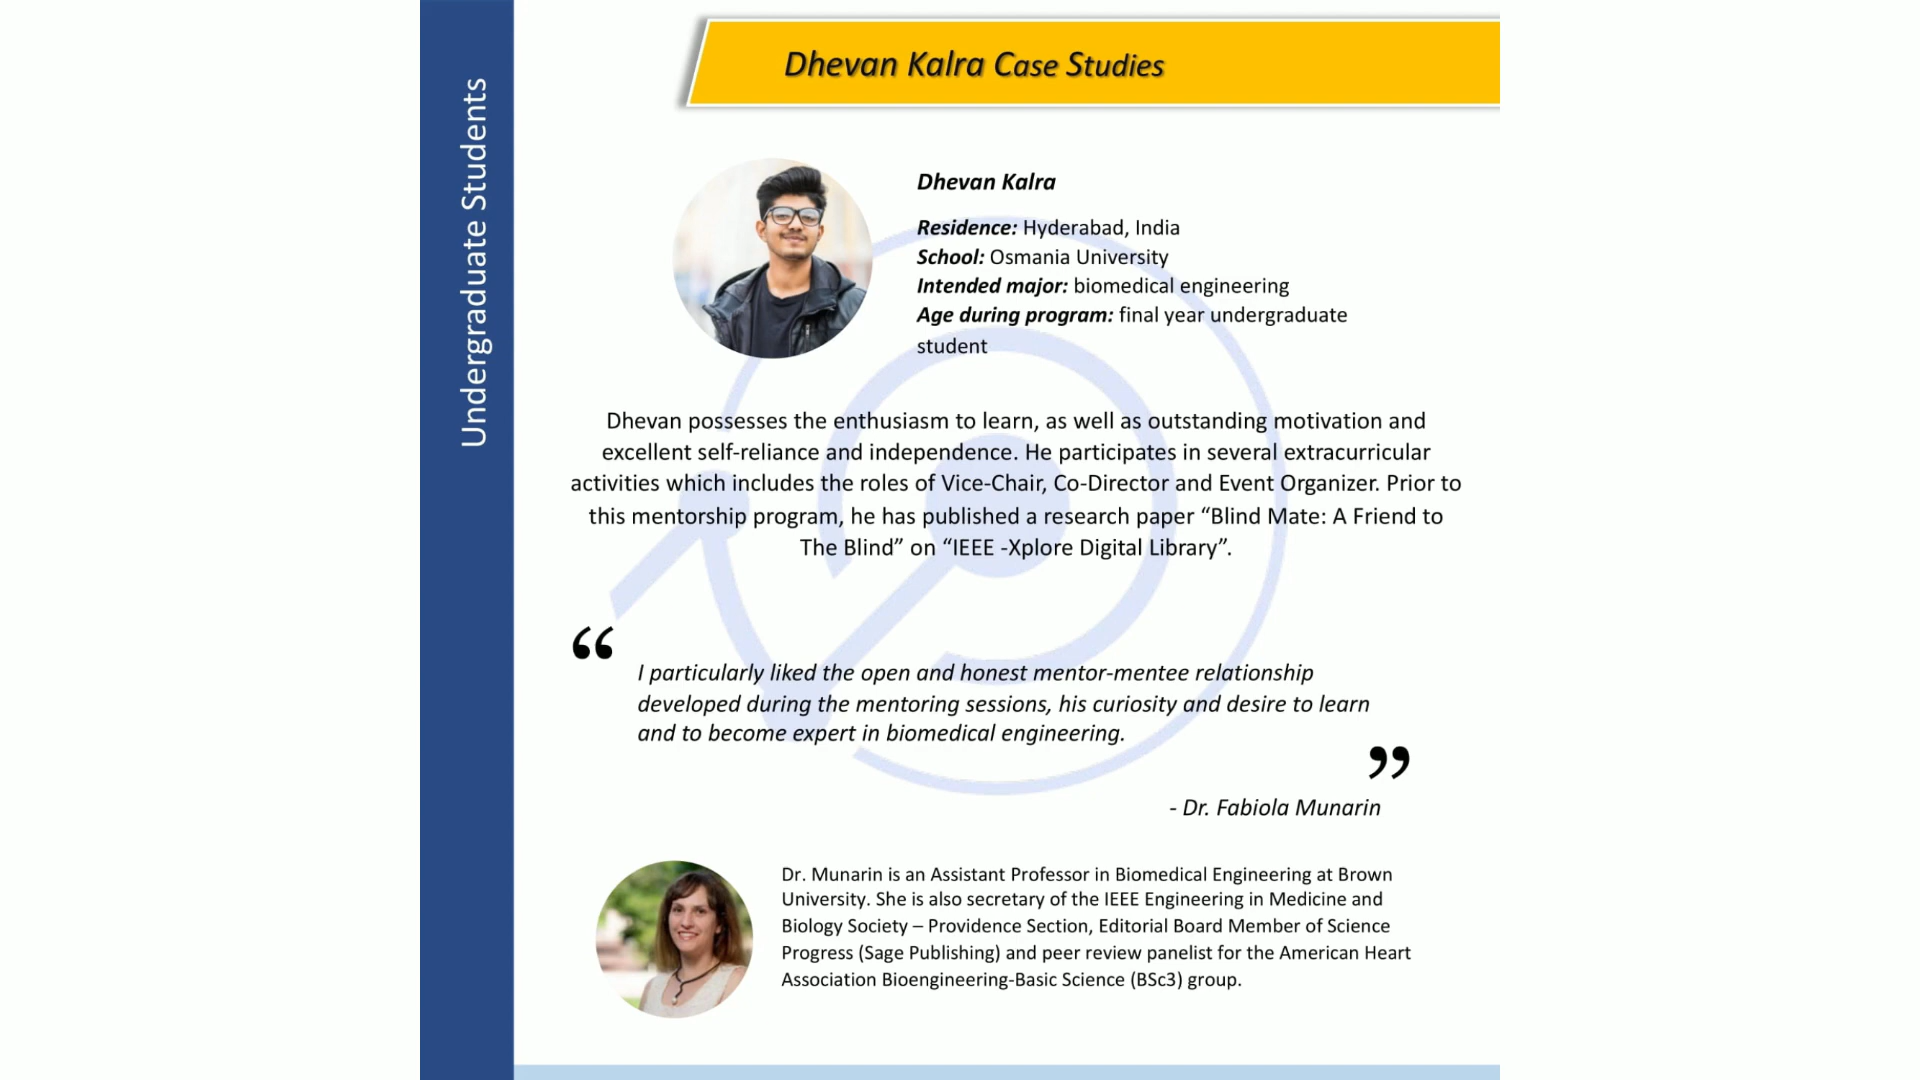 Undergraduate Students
Dhevan Kalra Case Studies
Dhevan Kalra
Residence: Hyderabad, India
School: Osmania University
Intended major: biomedical engineering
Age during program: final year undergraduate
student
Dhevan possesses the enthusiasm to learn, as well as outstanding motivation and
excellent self-reliance and independence. He participates in several extracurricular
activities which includes the roles of Vice-Chair, Co-Director and Event Organizer. Prior to
this mentorship program, he has published a research paper “Blind Mate: A Friend to
The Blind” on “IEEE -Xplore Digital Library”.
“
I particularly liked the open and honest mentor-mentee relationship
developed during the mentoring sessions, his curiosity and desire to learn
and to become expert in biomedical engineering.
”
- Dr. Fabiola Munarin
Dr. Munarin is an Assistant Professor in Biomedical Engineering at Brown
University. She is also secretary of the IEEE Engineering in Medicine and
Biology Society – Providence Section, Editorial Board Member of Science
Progress (Sage Publishing) and peer review panelist for the American Heart
Association Bioengineering-Basic Science (BSc3) group.